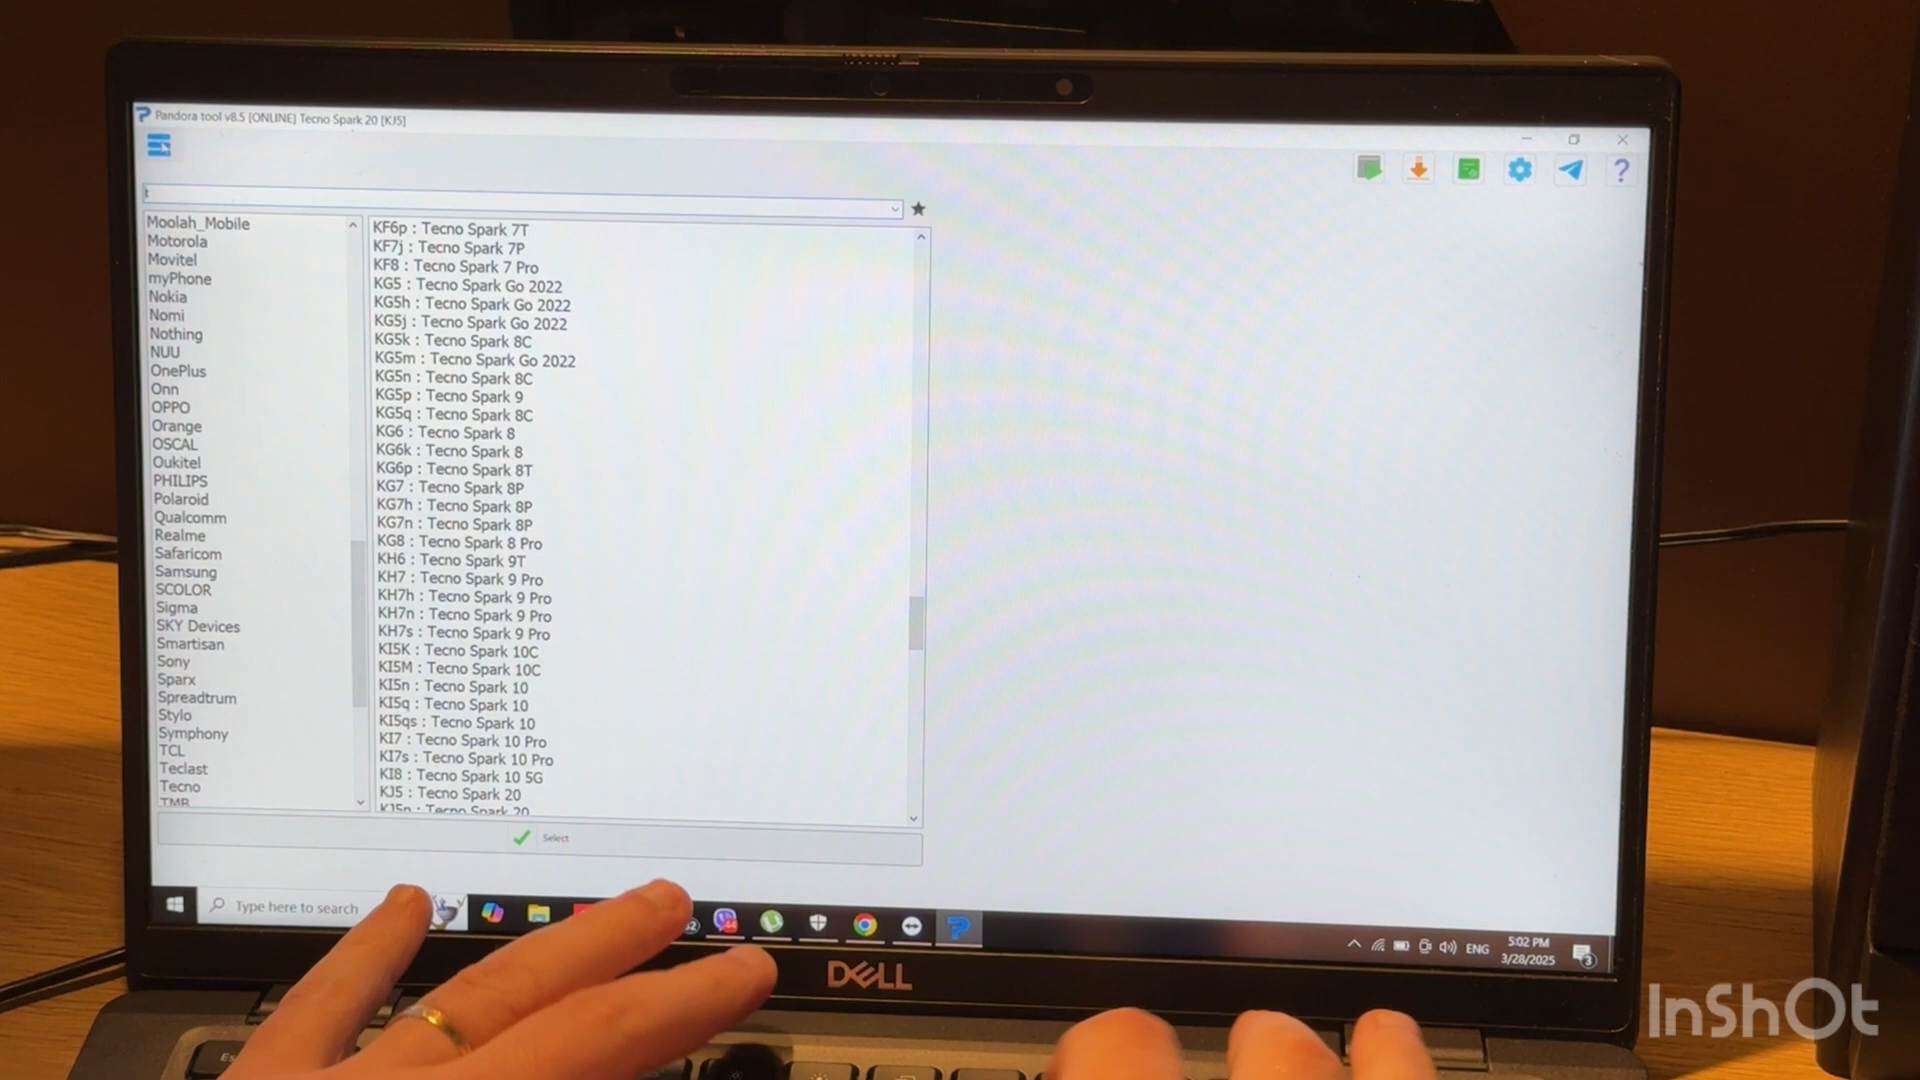 Pandora tool v8.5 [ONLINE] Tecno Spark 20 [KJ5]
t
Moolah_Mobile
Motorola
Movitel
myPhone
Nokia
Nomi
Nothing
NUU
OnePlus
Onn
OPPO
Orange
OSCAL
Oukitel
PHILIPS
Polaroid
Qualcomm
Realme
Safaricom
Samsung
SCOLOR
Sigma
SKY Devices
Smartisan
Sony
Sparx
Spreadtrum
Stylo
Symphony
TCL
Teclast
Tecno
TMB
KF6p : Tecno Spark 7T
KF7j : Tecno Spark 7P
KF8 : Tecno Spark 7 Pro
KG5 : Tecno Spark Go 2022
KG5h : Tecno Spark Go 2022
KG5j : Tecno Spark Go 2022
KG5k : Tecno Spark 8C
KG5m : Tecno Spark Go 2022
KG5n : Tecno Spark 8C
KG5p : Tecno Spark 9
KG5q : Tecno Spark 8C
KG6 : Tecno Spark 8
KG6k : Tecno Spark 8
KG6p : Tecno Spark 8T
KG7 : Tecno Spark 8P
KG7h : Tecno Spark 8P
KG7n : Tecno Spark 8P
KG8 : Tecno Spark 8 Pro
KH6 : Tecno Spark 9T
KH7 : Tecno Spark 9 Pro
KH7h : Tecno Spark 9 Pro
KH7n : Tecno Spark 9 Pro
KH7s : Tecno Spark 9 Pro
KI5K : Tecno Spark 10C
KI5M : Tecno Spark 10C
KI5n : Tecno Spark 10
KI5q : Tecno Spark 10
KI5qs : Tecno Spark 10
KI7 : Tecno Spark 10 Pro
KI7s : Tecno Spark 10 Pro
KI8 : Tecno Spark 10 5G
KJ5 : Tecno Spark 20
KJ5n : Tecno Spark 20
Select
Type here to search
44
ENG
5:02 PM
3/28/2025
3
DELL
Es
InShOt